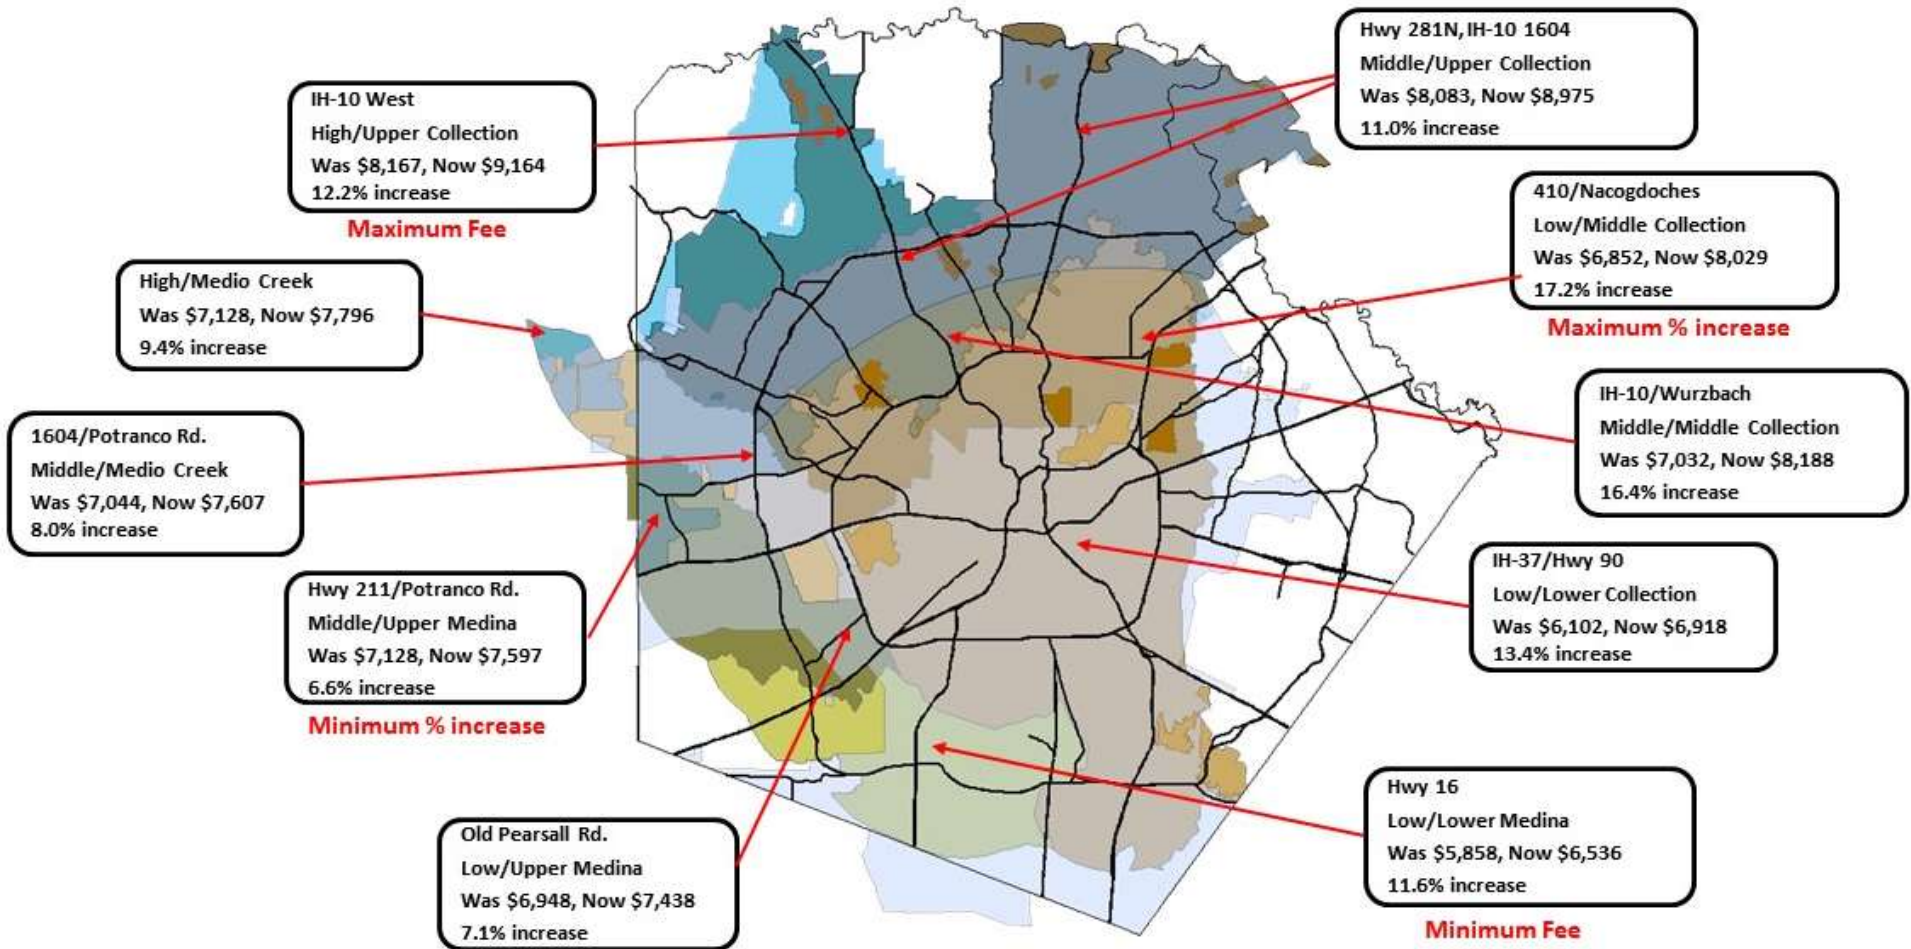 Hwy 281N, IH-10 1604
Middle/Upper Collection
Was $8,083, Now $8,975
11.0% increase
IH-10 West
High/Upper Collection
Was $8,167, Now $9,164
12.2% increase
Maximum Fee
410/Nacogdoches
Low/Middle Collection
Was $6,852, Now $8,029
17.2% increase
Maximum % increase
High/Medio Creek
Was $7,128, Now $7,796
9.4% increase
IH-10/Wurzbach
Middle/Middle Collection
Was $7,032, Now $8,188
16.4% increase
1604/Potranco Rd.
Middle/Medio Creek
Was $7,044, Now $7,607
8.0% increase
IH-37/Hwy 90
Low/Lower Collection
Was $6,102, Now $6,918
13.4% increase
Hwy 211/Potranco Rd.
Middle/Upper Medina
Was $7,128, Now $7,597
6.6% increase
Minimum % increase
Hwy 16
Low/Lower Medina
Was $5,858, Now $6,536
11.6% increase
Minimum Fee
Old Pearsall Rd.
Low/Upper Medina
Was $6,948, Now $7,438
7.1% increase